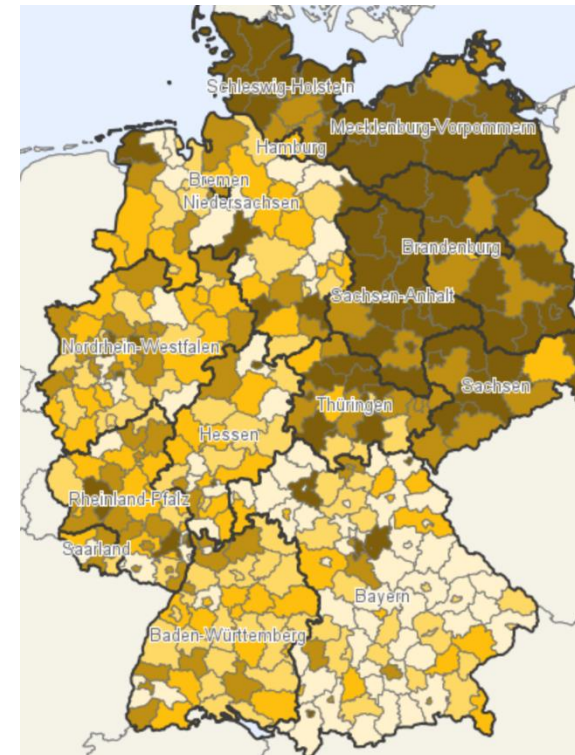 Schleswig-Holstein
Mecklenburg-Vorpommern
Hamburg
Bremen
Niedersachsen
Brandenburg
Sachsen-Anhalt
Nordrhein-Westfalen
Sachsen
Thüringen
Hessen
Rheinland-Pfalz
Saarland
Bayern
Baden-Württemberg